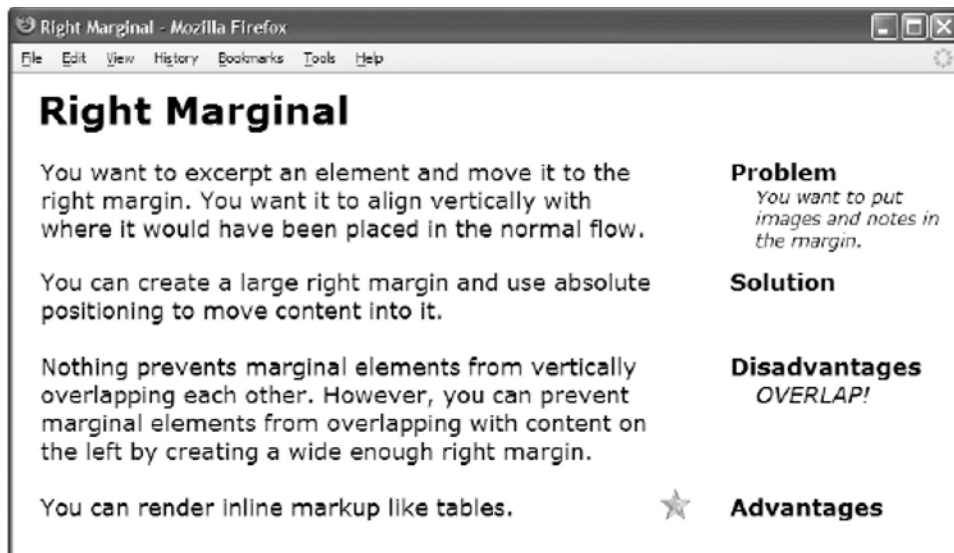 Right Marginal - Mozilla Firefox
File Edit View History Bookmarks Tools Help
Right Marginal
You want to excerpt an element and move it to the
right margin. You want it to align vertically with
where it would have been placed in the normal flow.
Problem
You want to put
images and notes in
the margin.
You can create a large right margin and use absolute
positioning to move content into it.
Solution
Nothing prevents marginal elements from vertically
overlapping each other. However, you can prevent
marginal elements from overlapping with content on
the left by creating a wide enough right margin.
Disadvantages
OVERLAP!
You can render inline markup like tables.
Advantages